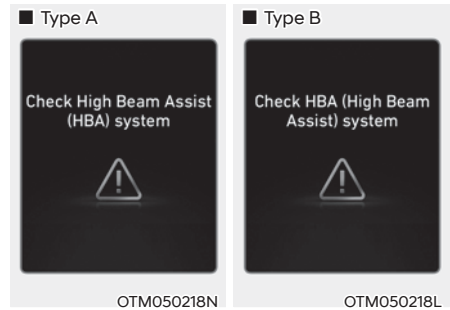 ■ Type A
Check High Beam Assist
(HBA) system
OTM050218N
■ Type B
Check HBA (High Beam
Assist) system
OTM050218L